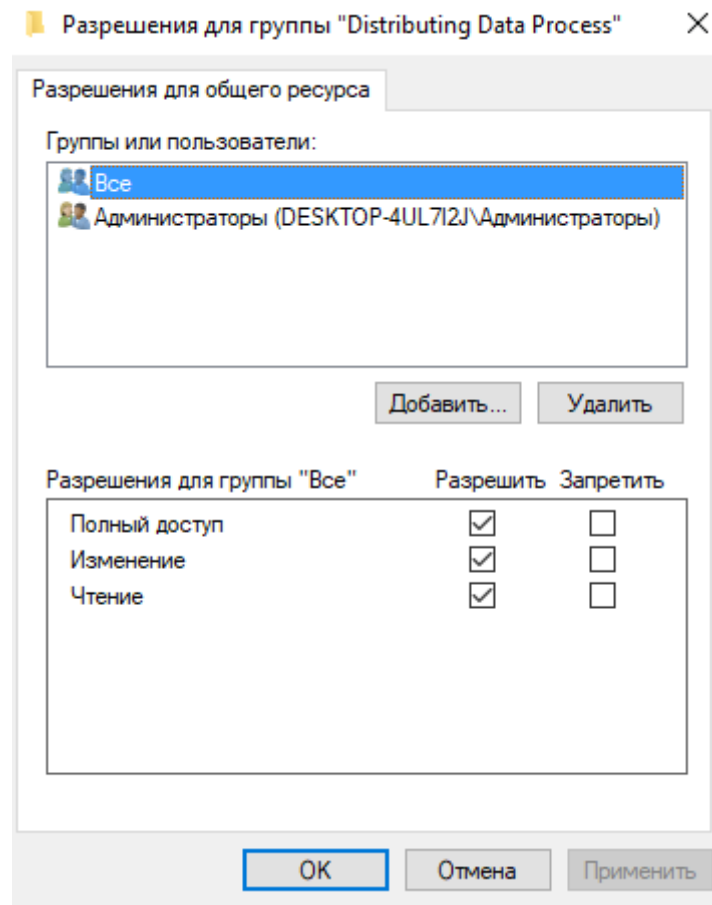 Разрешения для группы "Distributing Data Process"
Разрешения для общего ресурса
Группы или пользователи:
Все
Администраторы (DESKTOP-4UL7I2J\Администраторы)
Добавить... Удалить
Разрешения для группы "Все" Разрешить Запретить
Полный доступ
Изменение
Чтение
OK Отмена Применить